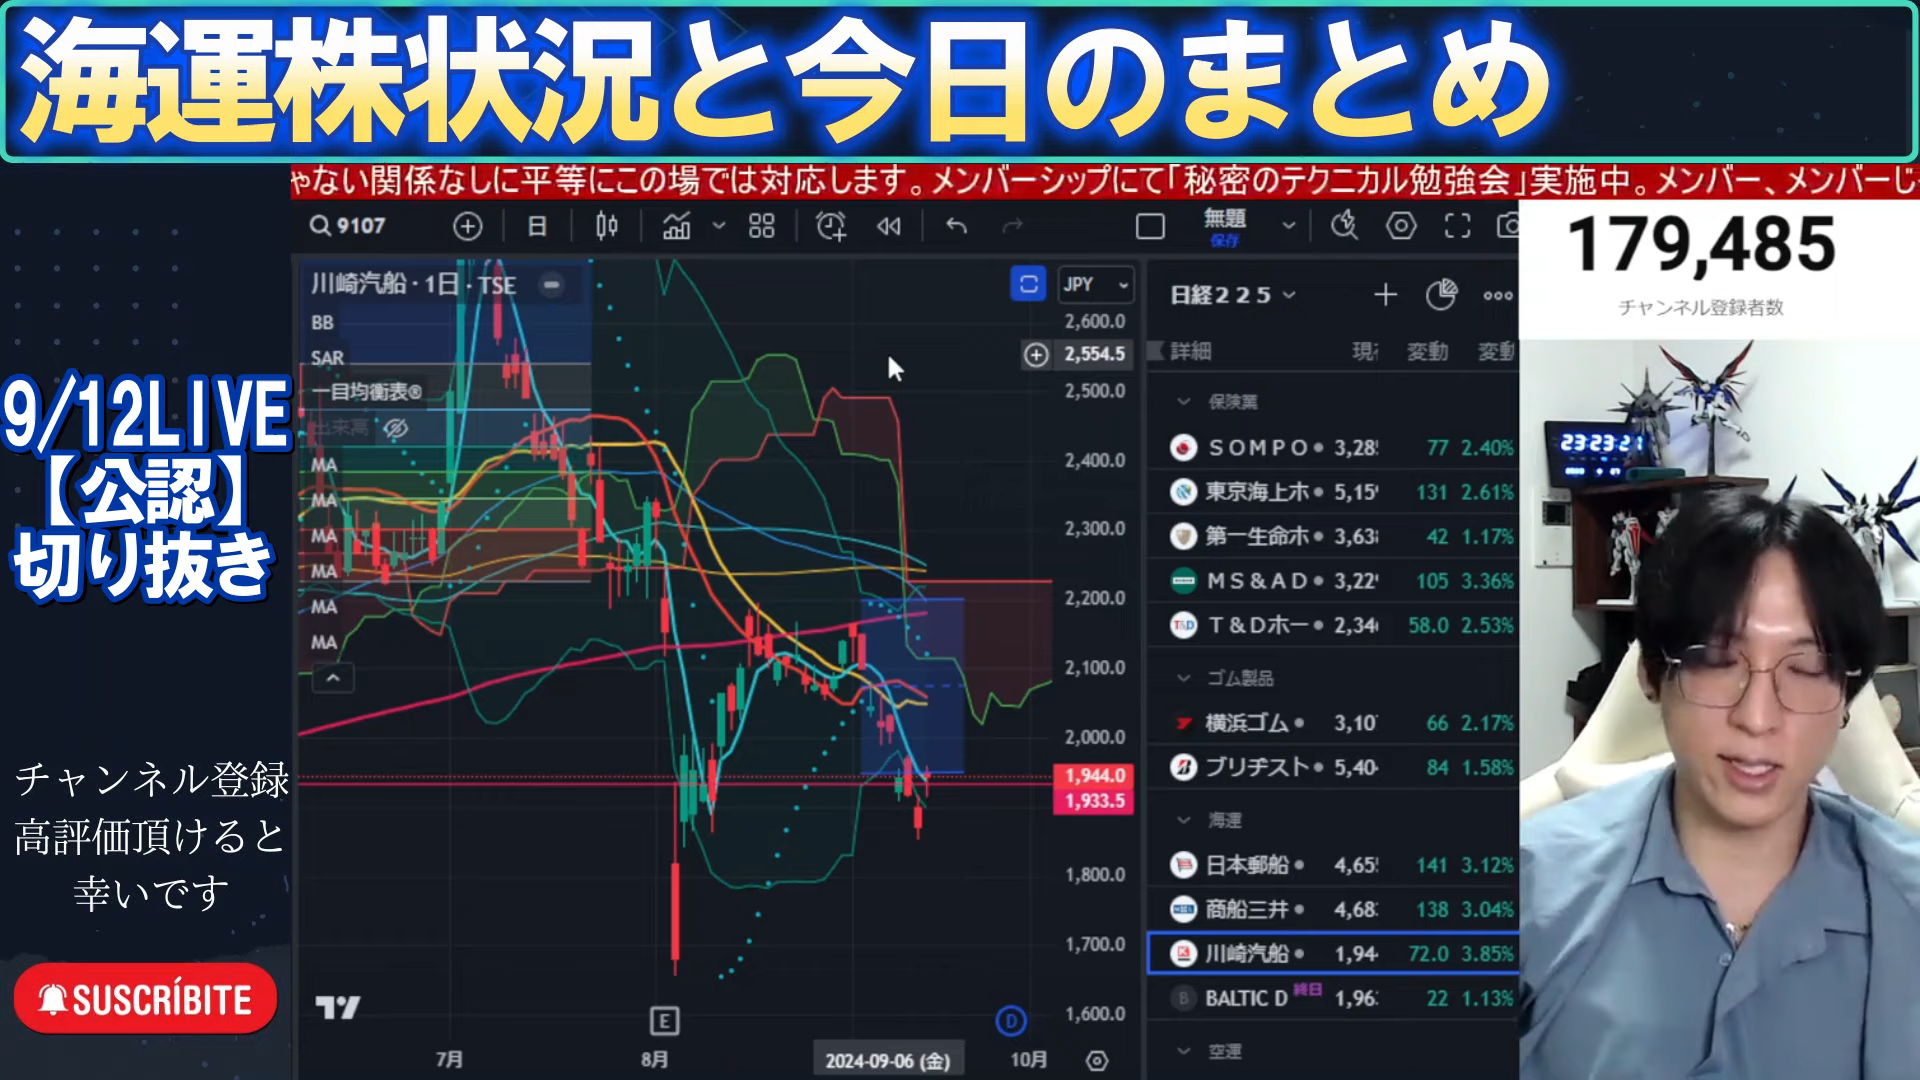 海運株状況と今日のまとめ
ゃない関係なしに平等にこの場では対応します。メンバーシップにて「秘密のテクニカル勉強会」実施中。メンバー、メンバーじ
9107
日
無題
保存
179,485
チャンネル登録者数
川崎汽船・1日・TSE
JPY
BB
SAR
一目均衡表®
出来高
MA
MA
MA
MA
MA
MA
2,600.0
2,554.5
2,500.0
2,400.0
2,300.0
2,200.0
2,100.0
2,000.0
1,944.0
1,933.5
1,800.0
1,700.0
1,600.0
7月
8月
2024-09-06 (金)
10月
E
D
日経225
詳細
変動
保険業
SOMPO 77 2.40%
東京海上ホ 131 2.61%
第一生命ホ 42 1.17%
MS&AD 105 3.36%
T&D
T&Dホー 58.0 2.53%
ゴム製品
横浜ゴム 66 2.17%
ブリヂスト 84 1.58%
海運
日本郵船 141 3.12%
商船三井 138 3.04%
川崎汽船 72.0 3.85%
B
BALTIC D 終日 22 1.13%
空運
23:23:21
9/12LIVE
【公認】
切り抜き
チャンネル登録
高評価頂けると
幸いです
SUSCRÍBITE